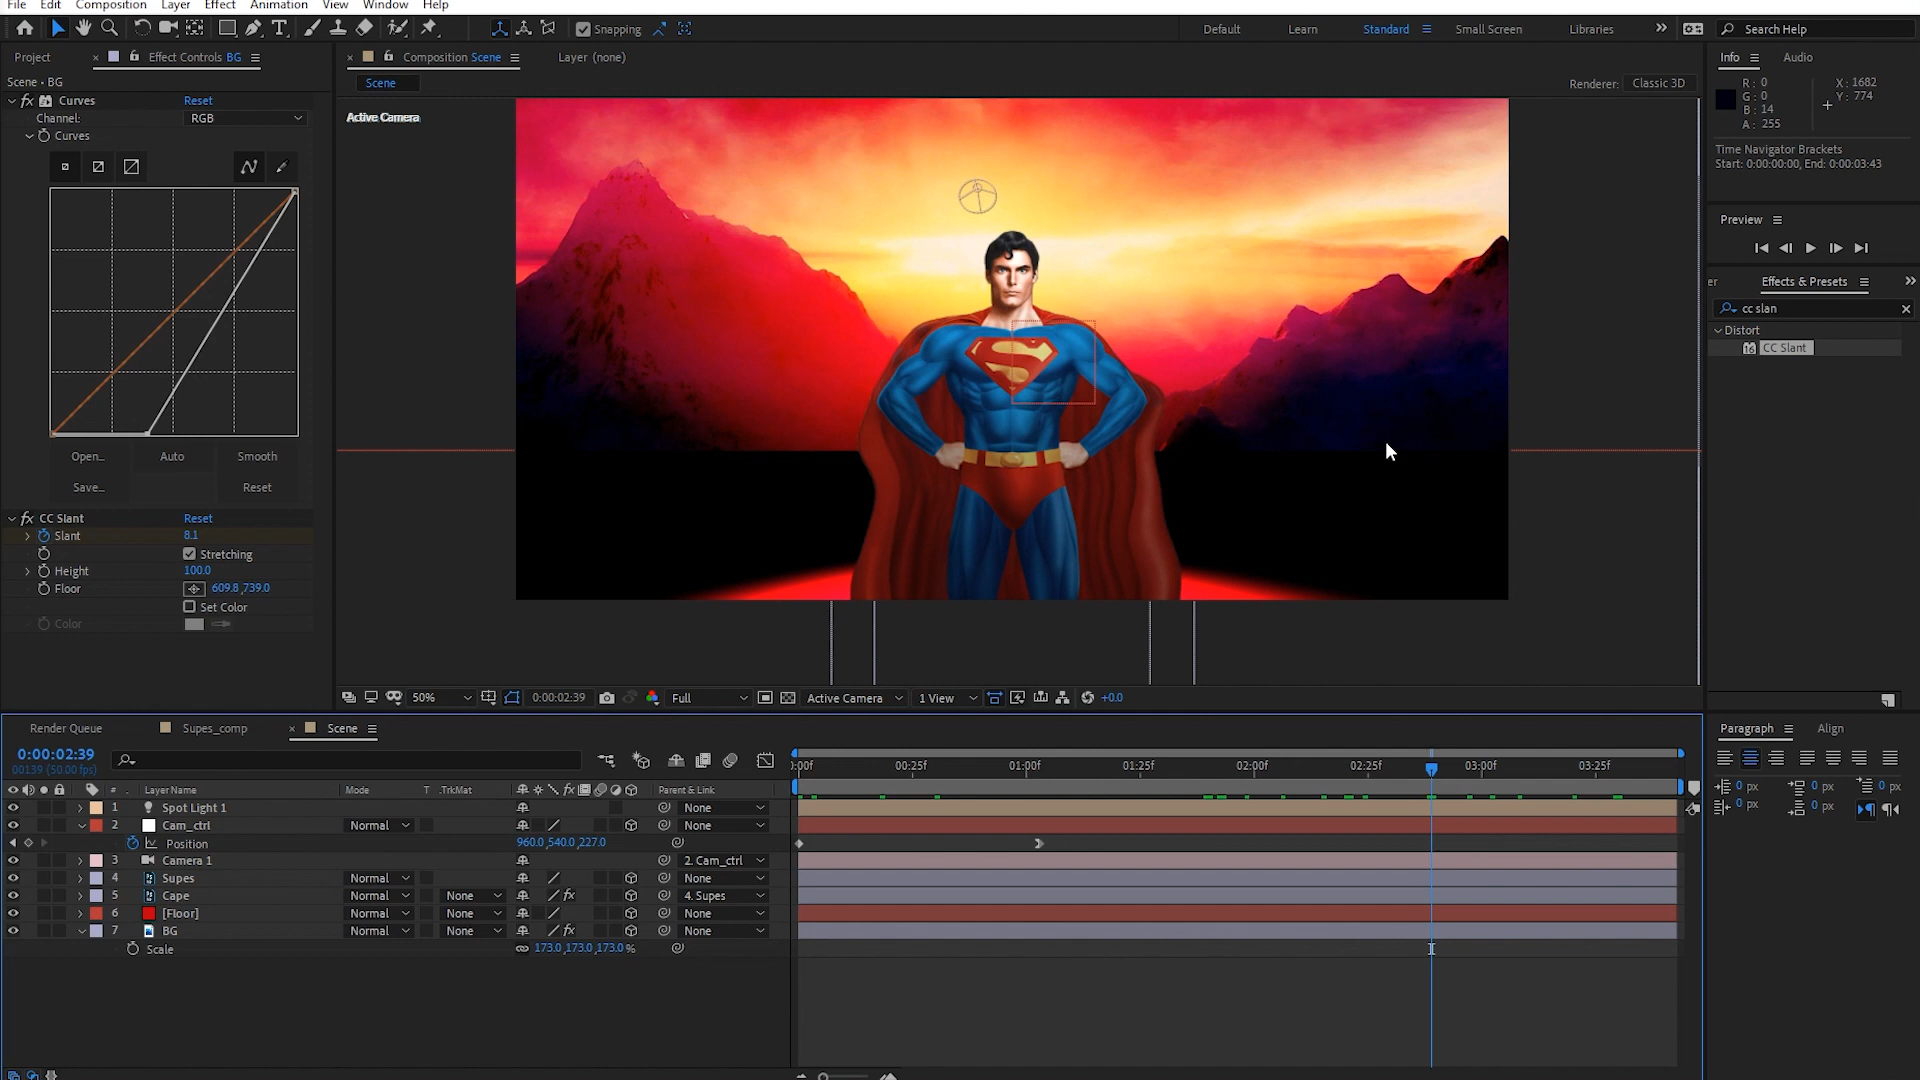 File Edit Composition Layer Effect Animation View Window Help
Snapping Default Learn Standard Small Screen Libraries Search Help
Project Effect Controls BG Composition Scene Layer (none) Info Audio
Scene • BG Scene Renderer: Classic 3D
R: 0 X: 1682
G: 0 Y: 774
B: 14
A: 255
fx Curves Reset
Channel: RGB
Curves
Active Camera
Time Navigator Brackets
Start: 0:00:00:00, End: 0:00:03:43
Preview
er Effects & Presets
cc slan
Distort
16 CC Slant
Open... Auto Smooth
Save... Reset
fx CC Slant Reset
Slant 8.1
Stretching
Height 100.0
Floor 609.8,739.0
Set Color
Color
50% 0:00:02:39 Full Active Camera 1 View +0.0
Render Queue Supes_comp Scene Paragraph Align
0:00:02:39
00139 (50.00 fps)
):00f 00:25f 01:00f 01:25f 02:00f 02:25f 03:00f 03:25f
# Layer Name Mode T .TrkMat fx Parent & Link
0 px 0 px 0 px
0 px 0 px
1 Spot Light 1 None
2 Cam_ctrl Normal None
Position 960.0,540.0,227.0
3 Camera 1 2. Cam_ctrl
4 Supes Normal None
5 Cape Normal None fx 4. Supes
6 [Floor] Normal None None
7 BG Normal None fx None
Scale 173.0,173.0,173.0 %